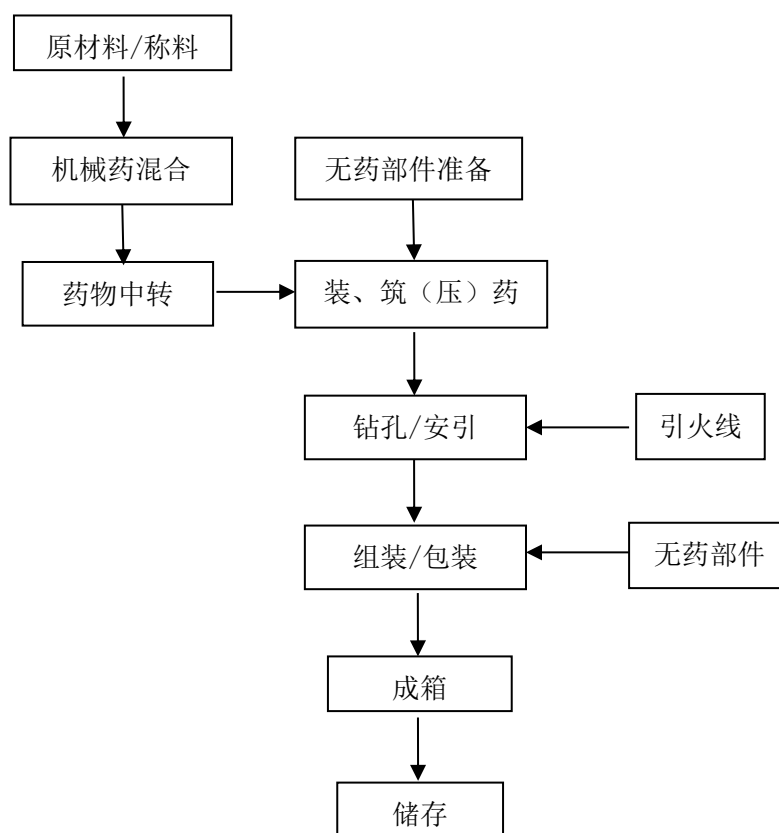 原材料/称料
机械药混合
无药部件准备
药物中转
装、筑（压）药
钻孔/安引
引火线
组装/包装
无药部件
成箱
储存